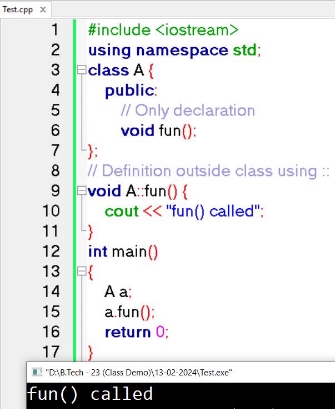 Test.cpp x
1 #include <iostream>
2 using namespace std;
3 class A {
4 public:
5 // Only declaration
6 void fun();
7 };
8 // Definition outside class using ::
9 void A::fun() {
10 cout << "fun() called";
11 }
12 int main()
13 {
14 A a;
15 a.fun();
16 return 0;
17 }
"D:\B.Tech - 23 (Class Demo)\13-02-2024\Test.exe"
fun() called